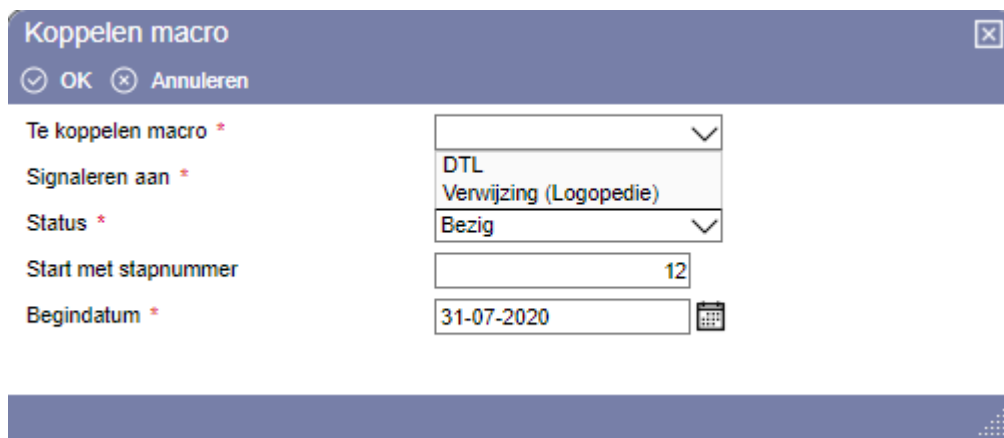 Koppelen macro
OK Annuleren
Te koppelen macro *
DTL
Signaleren aan *
Verwijzing (Logopedie)
Status * Bezig
Start met stapnummer 12
Begindatum * 31-07-2020